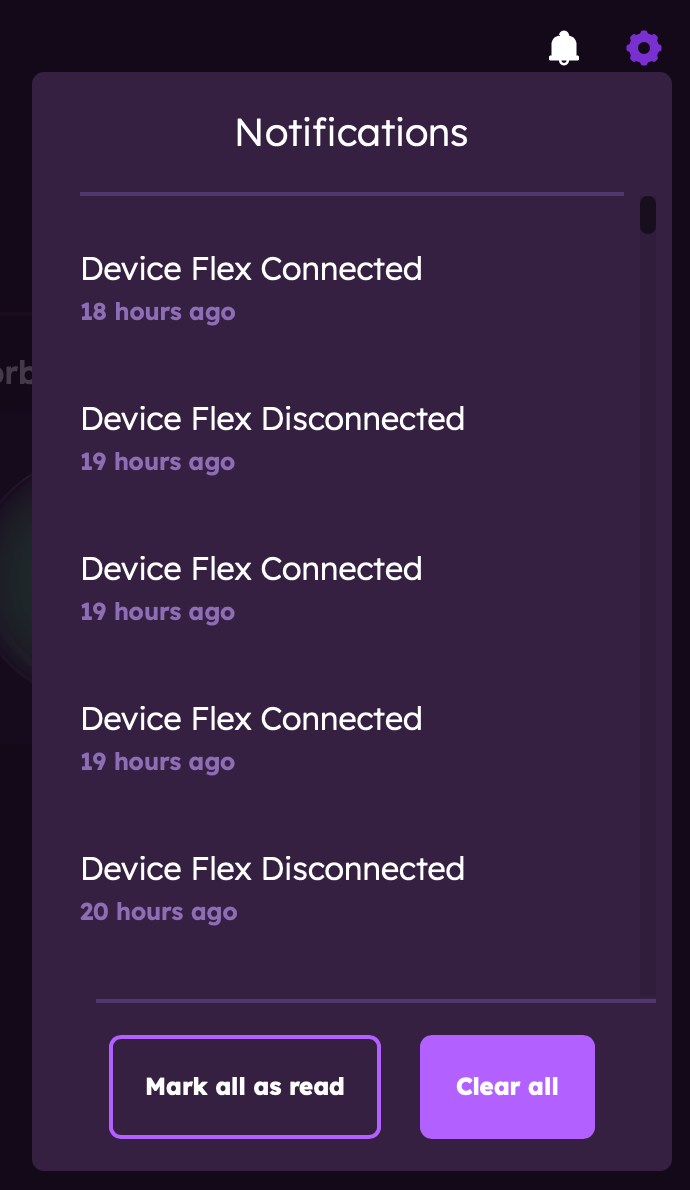 Notifications
Device Flex Connected
18 hours ago
Device Flex Disconnected
19 hours ago
Device Flex Connected
19 hours ago
Device Flex Connected
19 hours ago
Device Flex Disconnected
20 hours ago
Mark all as read
Clear all